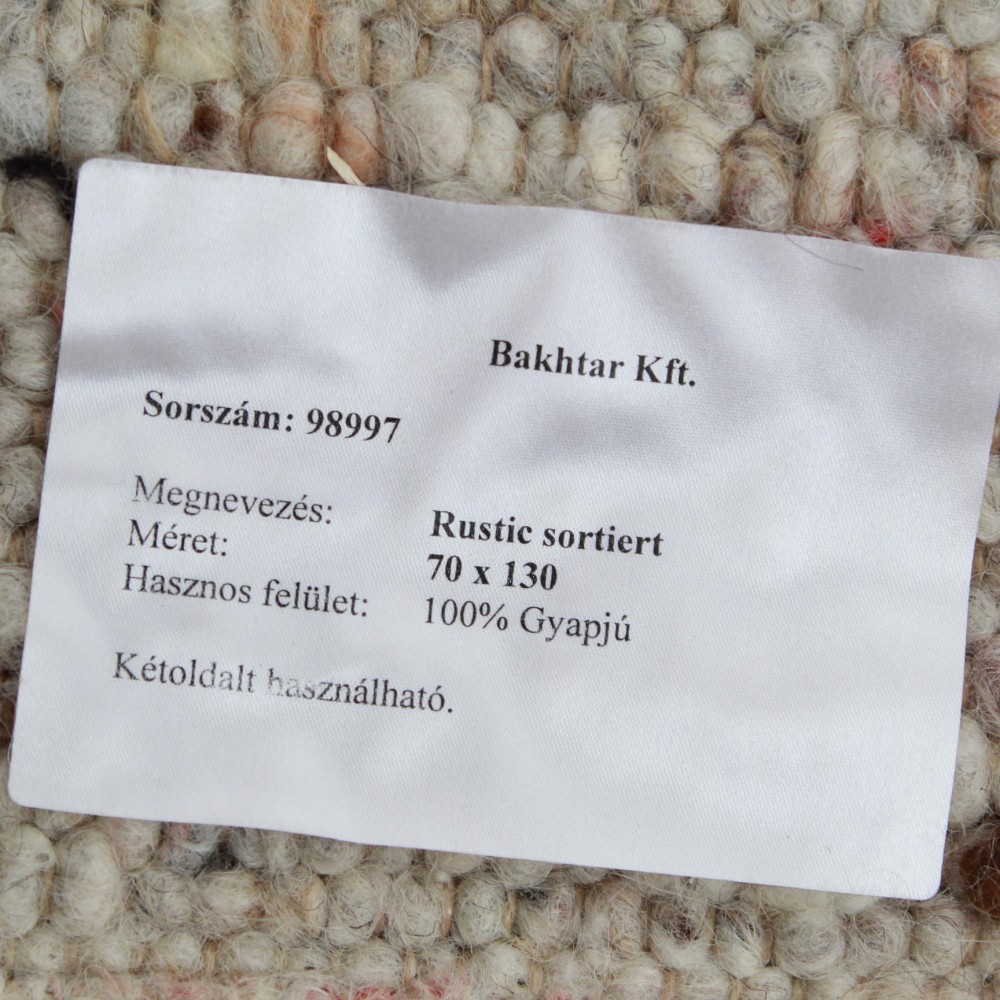 Bakhtar Kft.
Sorszám: 98997
Megnevezés: Rustic sortiert
Méret: 70 x 130
Hasznos felület: 100% Gyapjú
Kétoldalt használható.